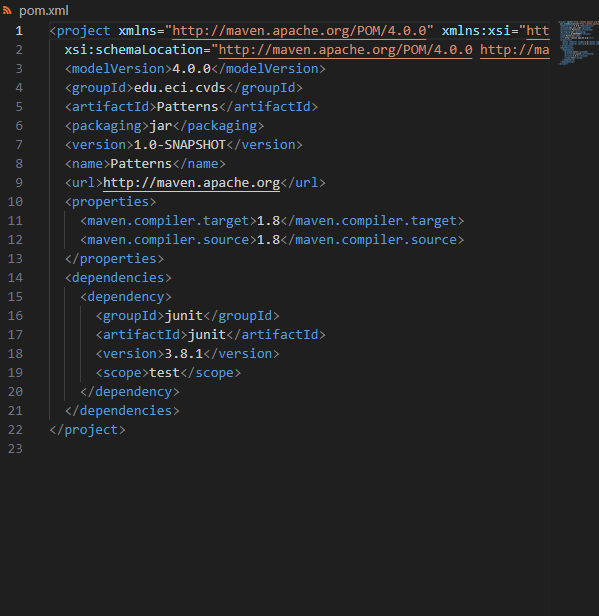 pom.xml
1 <project xmlns="http://maven.apache.org/POM/4.0.0" xmlns:xsi="htt
2 xsi:schemaLocation="http://maven.apache.org/POM/4.0.0 http://ma
3 <modelVersion>4.0.0</modelVersion>
4 <groupId>edu.eci.cvds</groupId>
5 <artifactId>Patterns</artifactId>
6 <packaging>jar</packaging>
7 <version>1.0-SNAPSHOT</version>
8 <name>Patterns</name>
9 <url>http://maven.apache.org</url>
10 <properties>
11 <maven.compiler.target>1.8</maven.compiler.target>
12 <maven.compiler.source>1.8</maven.compiler.source>
13 </properties>
14 <dependencies>
15 <dependency>
16 <groupId>junit</groupId>
17 <artifactId>junit</artifactId>
18 <version>3.8.1</version>
19 <scope>test</scope>
20 </dependency>
21 </dependencies>
22 </project>
23